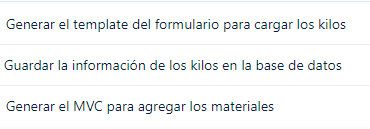 Generar el template del formulario para cargar los kilos
Guardar la información de los kilos en la base de datos
Generar el MVC para agregar los materiales